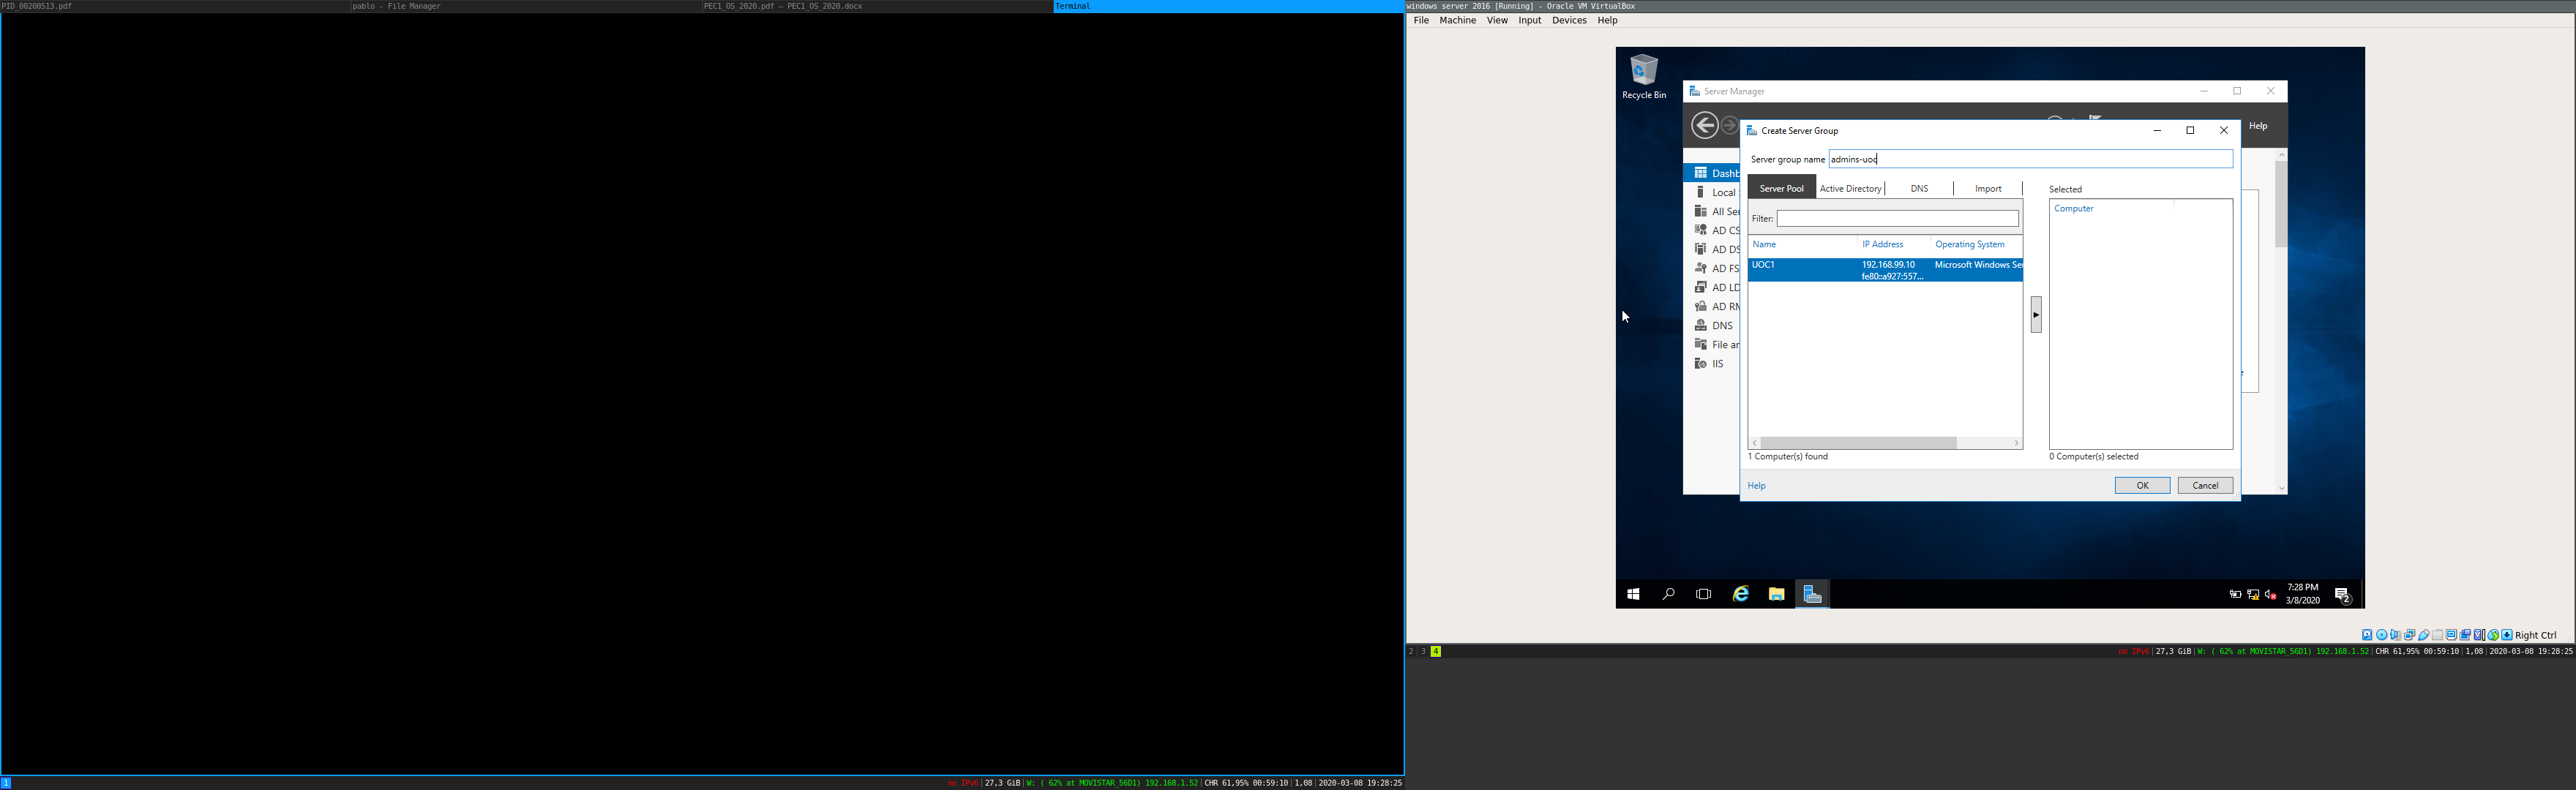 PID_00200513.pdf
pablo - File Manager
PEC1_OS_2020.pdf — PEC1_OS_2020.docx
Terminal
1
no IPv6| 27,3 GiB| W: ( 62% at MOVISTAR_56D1) 192.168.1.52| CHR 61,95% 00:59:10| 1,08| 2020-03-08 19:28:25
windows server 2016 [Running] - Oracle VM VirtualBox
File Machine View Input Devices Help
Recycle Bin
Server Manager
Help
Dashb
Local
All Ser
AD CS
AD DS
AD FS
AD LD
AD RM
DNS
File an
IIS
Create Server Group
Server group name admins-uoc
Server Pool Active Directory DNS Import
Selected
Filter:
Computer
Name IP Address Operating System
UOC1 192.168.99.10 Microsoft Windows Ser
fe80::a927:557...
1 Computer(s) found
0 Computer(s) selected
Help
OK Cancel
7:28 PM
3/8/2020
2
Right Ctrl
2 3 4
no IPv6| 27,3 GiB| W: ( 62% at MOVISTAR_56D1) 192.168.1.52| CHR 61,95% 00:59:10| 1,08| 2020-03-08 19:28:25